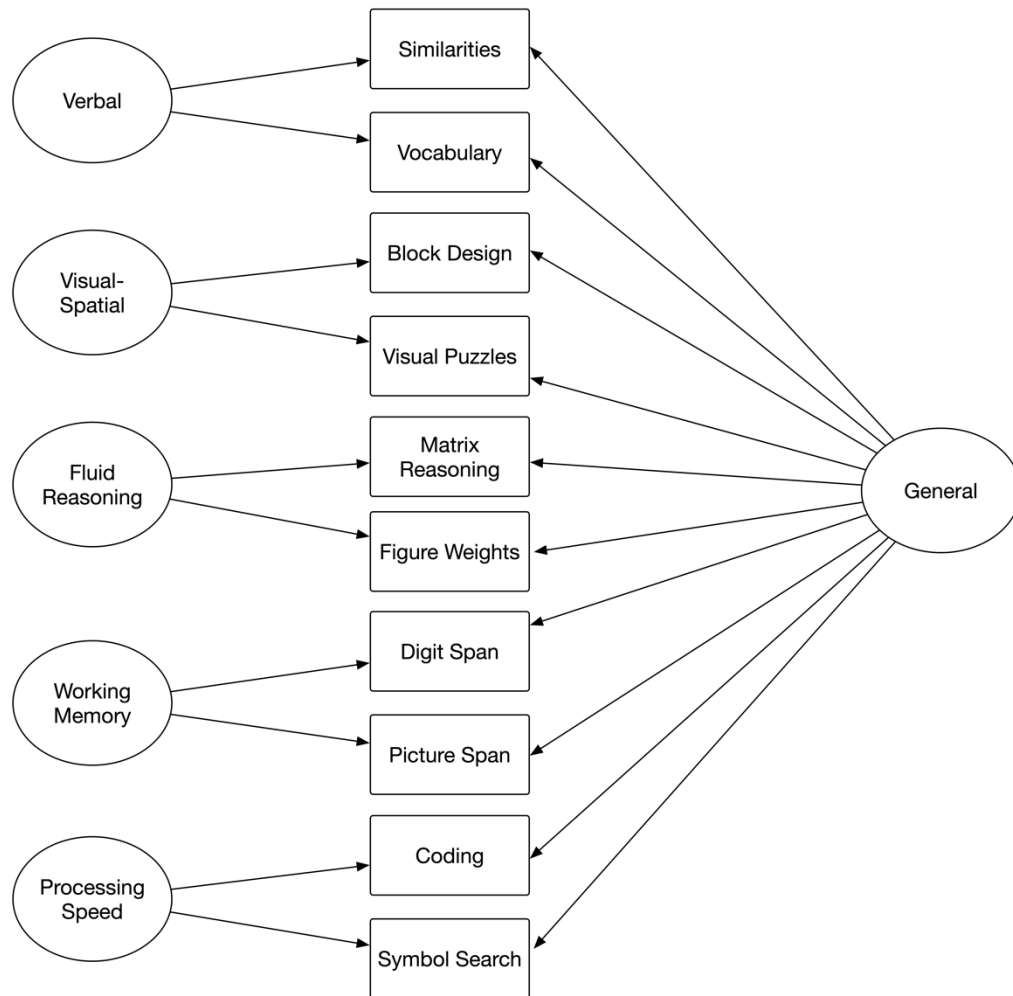 Similarities
Verbal
Vocabulary
Block Design
Visual-
Spatial
Visual Puzzles
Matrix
Reasoning
Fluid
Reasoning
General
Figure Weights
Digit Span
Working
Memory
Picture Span
Coding
Processing
Speed
Symbol Search